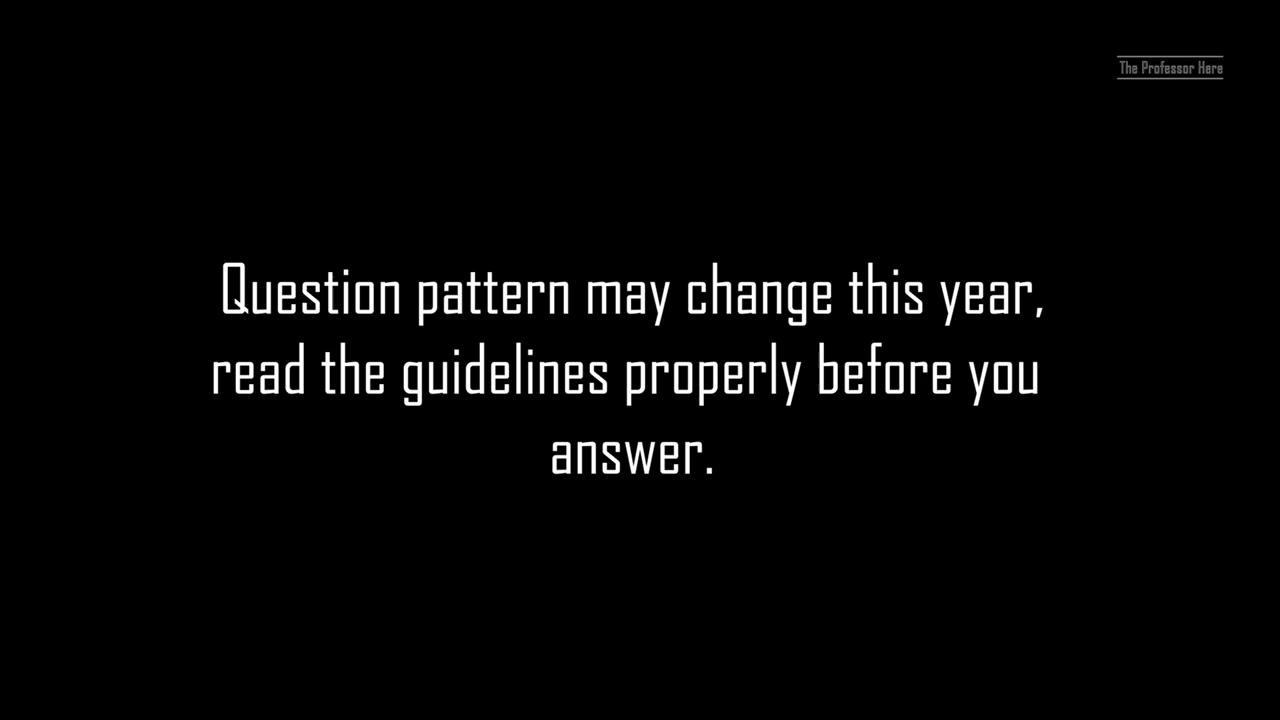 The Professor Here
Question pattern may change this year,
read the guidelines properly before you
answer.